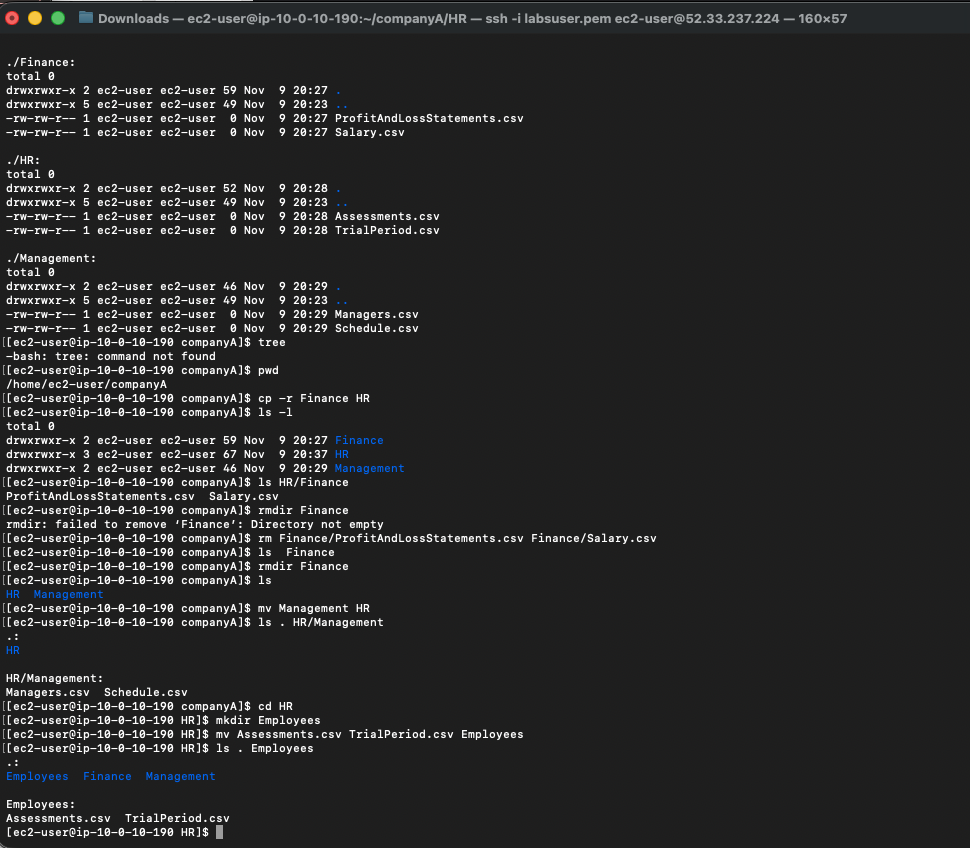 Downloads — ec2-user@ip-10-0-10-190:~/companyA/HR — ssh -i labsuser.pem ec2-user@52.33.237.224 — 160×57
./Finance:
total 0
drwxrwxr-x 2 ec2-user ec2-user 59 Nov  9 20:27 .
drwxrwxr-x 5 ec2-user ec2-user 49 Nov  9 20:23 ..
-rw-rw-r-- 1 ec2-user ec2-user  0 Nov  9 20:27 ProfitAndLossStatements.csv
-rw-rw-r-- 1 ec2-user ec2-user  0 Nov  9 20:27 Salary.csv
./HR:
total 0
drwxrwxr-x 2 ec2-user ec2-user 52 Nov  9 20:28 .
drwxrwxr-x 5 ec2-user ec2-user 49 Nov  9 20:23 ..
-rw-rw-r-- 1 ec2-user ec2-user  0 Nov  9 20:28 Assessments.csv
-rw-rw-r-- 1 ec2-user ec2-user  0 Nov  9 20:28 TrialPeriod.csv
./Management:
total 0
drwxrwxr-x 2 ec2-user ec2-user 46 Nov  9 20:29 .
drwxrwxr-x 5 ec2-user ec2-user 49 Nov  9 20:23 ..
-rw-rw-r-- 1 ec2-user ec2-user  0 Nov  9 20:29 Managers.csv
-rw-rw-r-- 1 ec2-user ec2-user  0 Nov  9 20:29 Schedule.csv
[[ec2-user@ip-10-0-10-190 companyA]$ tree
-bash: tree: command not found
[[ec2-user@ip-10-0-10-190 companyA]$ pwd
/home/ec2-user/companyA
[[ec2-user@ip-10-0-10-190 companyA]$ cp -r Finance HR
[[ec2-user@ip-10-0-10-190 companyA]$ ls -l
total 0
drwxrwxr-x 2 ec2-user ec2-user 59 Nov  9 20:27 Finance
drwxrwxr-x 3 ec2-user ec2-user 67 Nov  9 20:37 HR
drwxrwxr-x 2 ec2-user ec2-user 46 Nov  9 20:29 Management
[[ec2-user@ip-10-0-10-190 companyA]$ ls HR/Finance
ProfitAndLossStatements.csv  Salary.csv
[[ec2-user@ip-10-0-10-190 companyA]$ rmdir Finance
rmdir: failed to remove ‘Finance’: Directory not empty
[[ec2-user@ip-10-0-10-190 companyA]$ rm Finance/ProfitAndLossStatements.csv Finance/Salary.csv
[[ec2-user@ip-10-0-10-190 companyA]$ ls  Finance
[[ec2-user@ip-10-0-10-190 companyA]$ rmdir Finance
[[ec2-user@ip-10-0-10-190 companyA]$ ls
HR  Management
[[ec2-user@ip-10-0-10-190 companyA]$ mv Management HR
[[ec2-user@ip-10-0-10-190 companyA]$ ls . HR/Management
.:
HR
HR/Management:
Managers.csv  Schedule.csv
[[ec2-user@ip-10-0-10-190 companyA]$ cd HR
[[ec2-user@ip-10-0-10-190 HR]$ mkdir Employees
[[ec2-user@ip-10-0-10-190 HR]$ mv Assessments.csv TrialPeriod.csv Employees
[[ec2-user@ip-10-0-10-190 HR]$ ls . Employees
.:
Employees  Finance  Management
Employees:
Assessments.csv  TrialPeriod.csv
[ec2-user@ip-10-0-10-190 HR]$